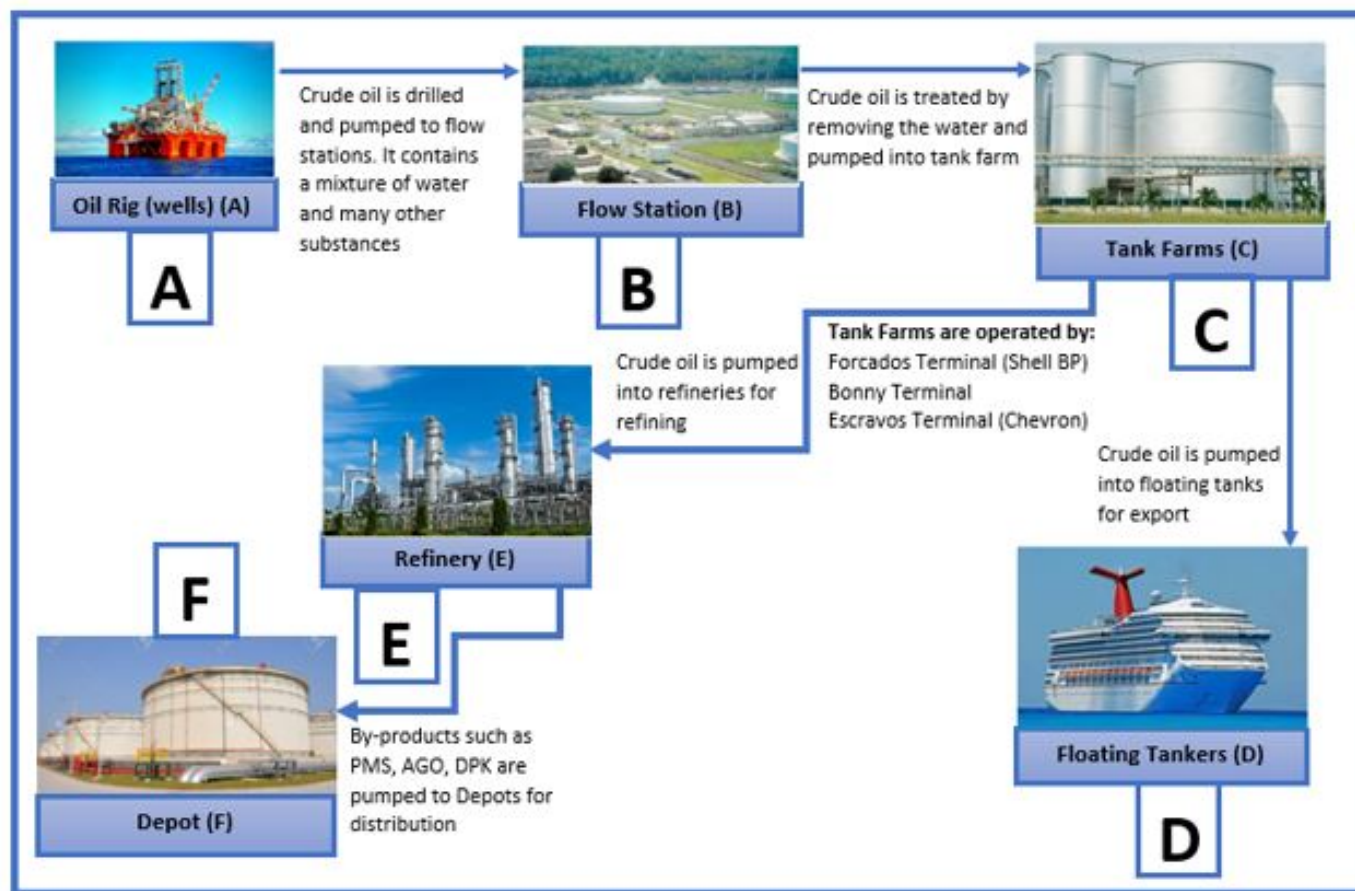 Oil Rig (wells) (A)
A
Crude oil is drilled
and pumped to flow
stations. It contains
a mixture of water
and many other
substances
Flow Station (B)
B
Crude oil is treated by
removing the water and
pumped into tank farm
Tank Farms (C)
C
Tank Farms are operated by:
Forcados Terminal (Shell BP)
Bonny Terminal
Escravos Terminal (Chevron)
Crude oil is pumped
into refineries for
refining
Crude oil is pumped
into floating tanks
for export
Refinery (E)
E
F
Depot (F)
By-products such as
PMS, AGO, DPK are
pumped to Depots for
distribution
Floating Tankers (D)
D